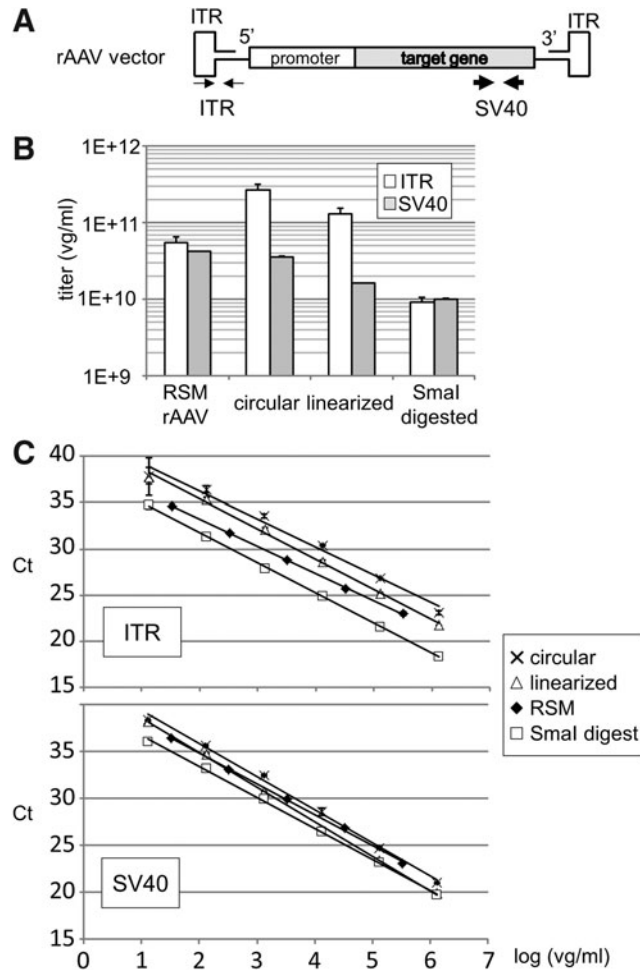 A
ITR
ITR
5’
3’
rAAV vector
promoter
target gene
ITR
SV40
B
1E+12
1E+11
1E+10
1E+9
titer (vg/ml)
ITR
SV40
RSM
rAAV
circular
linearized
SmaI
digested
C
40
35
30
25
20
15
Ct
ITR
circular
linearized
RSM
SmaI digest
35
30
25
20
15
Ct
SV40
0 1 2 3 4 5 6 7
log (vg/ml)